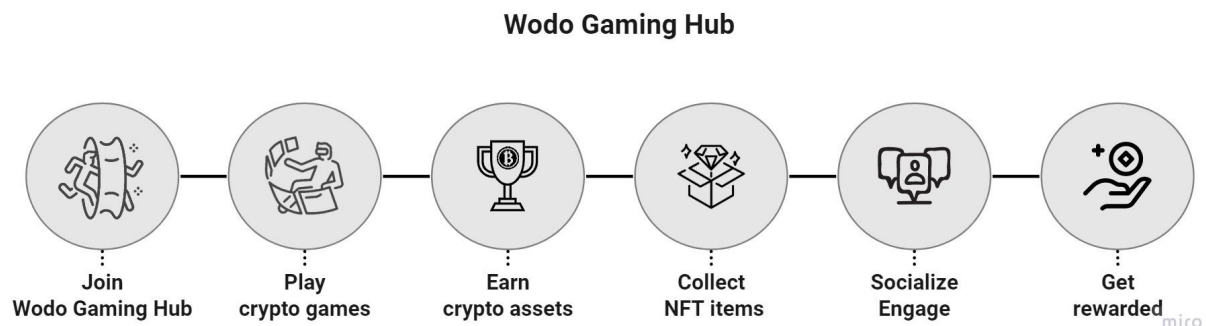 Wodo Gaming Hub
Join
Wodo Gaming Hub
Play
crypto games
Earn
crypto assets
Collect
NFT items
Socialize
Engage
Get
rewarded
miro